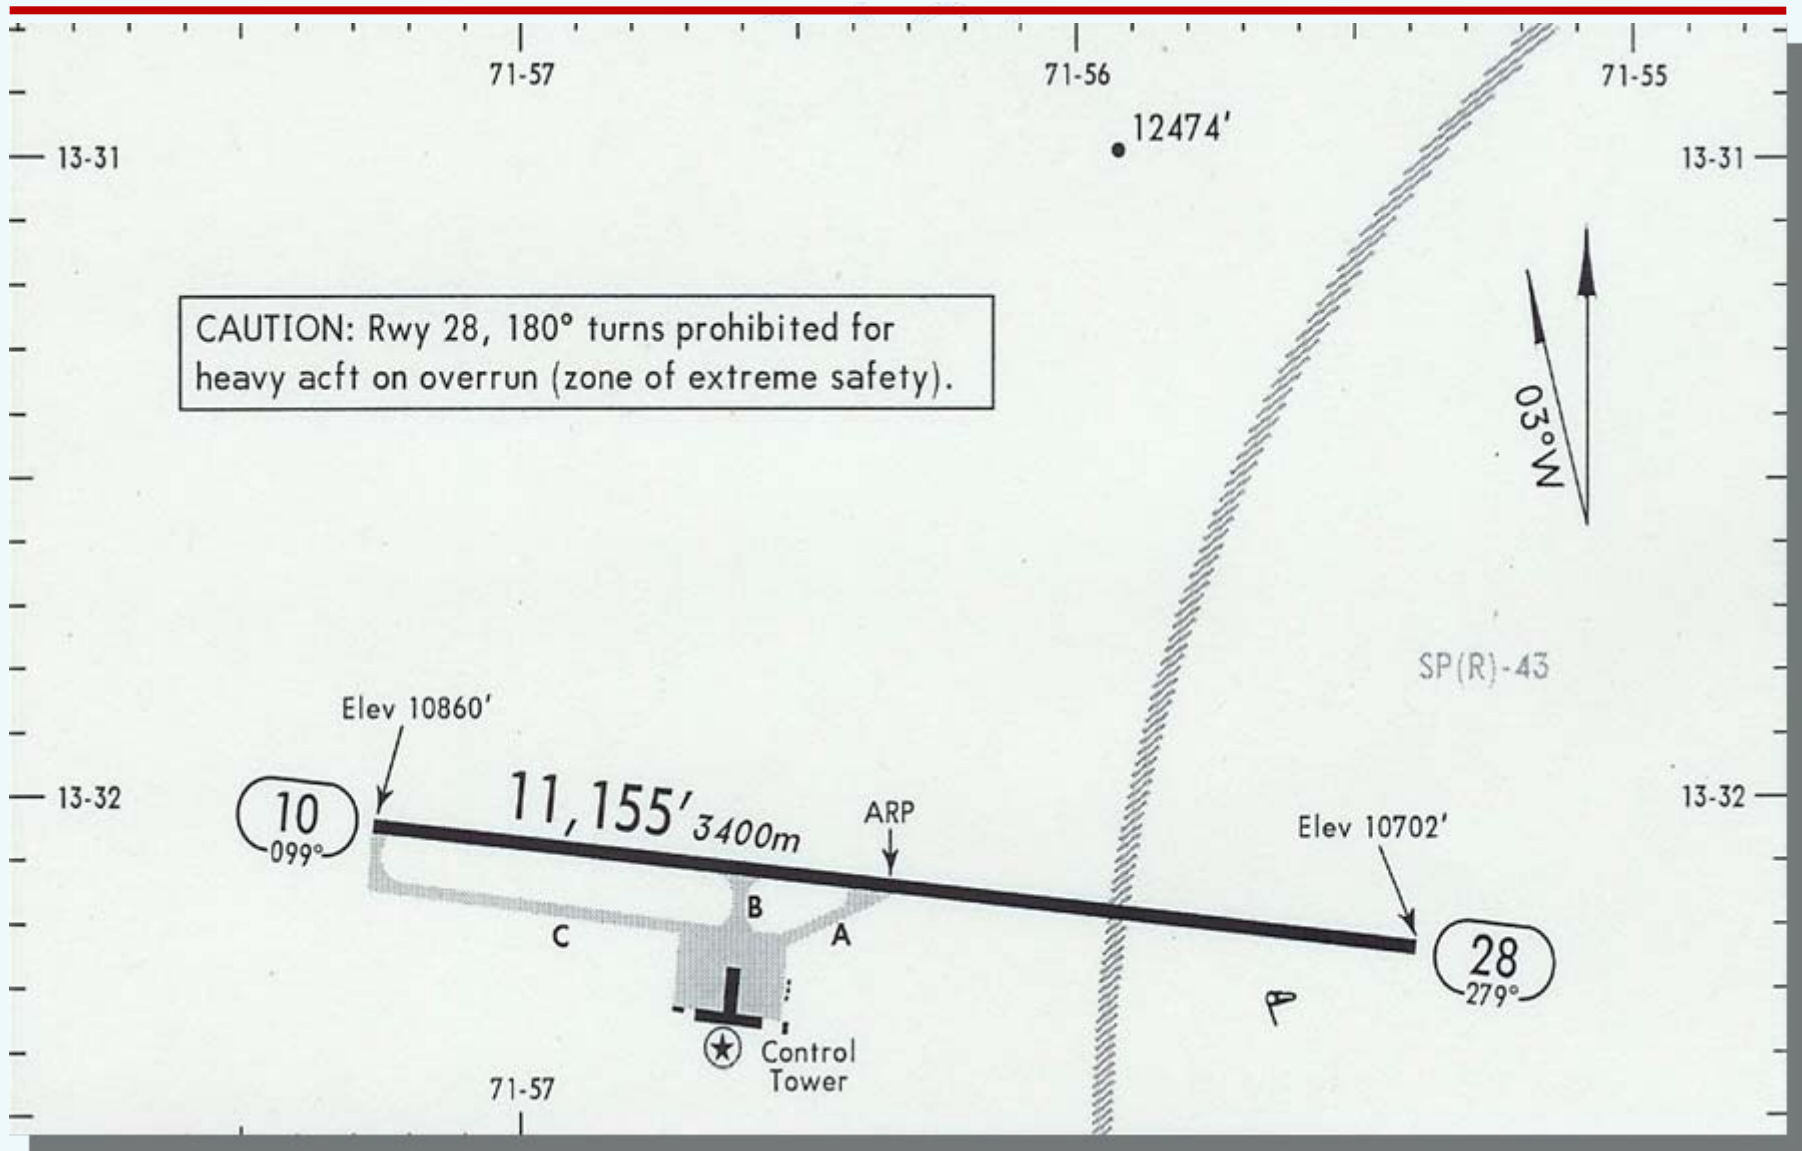 71-57
71-56
71-55
12474'
13-31
13-31
CAUTION: Rwy 28, 180° turns prohibited for
heavy acft on overrun (zone of extreme safety).
03°W
SP(R)-43
Elev 10860'
13-32
13-32
10
099°
11,155' 3400m
ARP
Elev 10702'
B
A
C
28
279°
Control
Tower
71-57